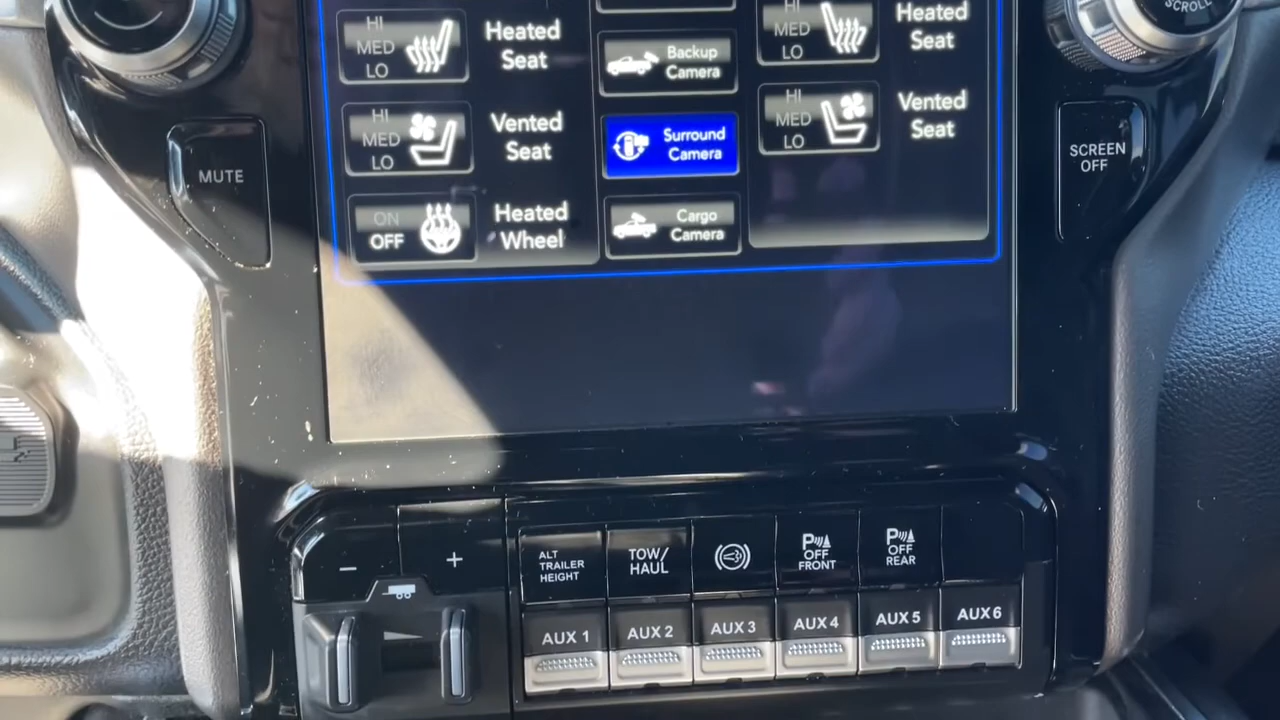 HI
MED
LO
Heated
Seat
HI
MED
LO
Vented
Seat
ON
OFF
Heated
Wheel
Backup
Camera
Surround
Camera
Cargo
Camera
HI
MED
LO
Heated
Seat
HI
MED
LO
Vented
Seat
SCROLL
MUTE
SCREEN
OFF
-
+
ALT
TRAILER
HEIGHT
TOW/
HAUL
P
OFF
FRONT
P
OFF
REAR
AUX 1
AUX 2
AUX 3
AUX 4
AUX 5
AUX 6